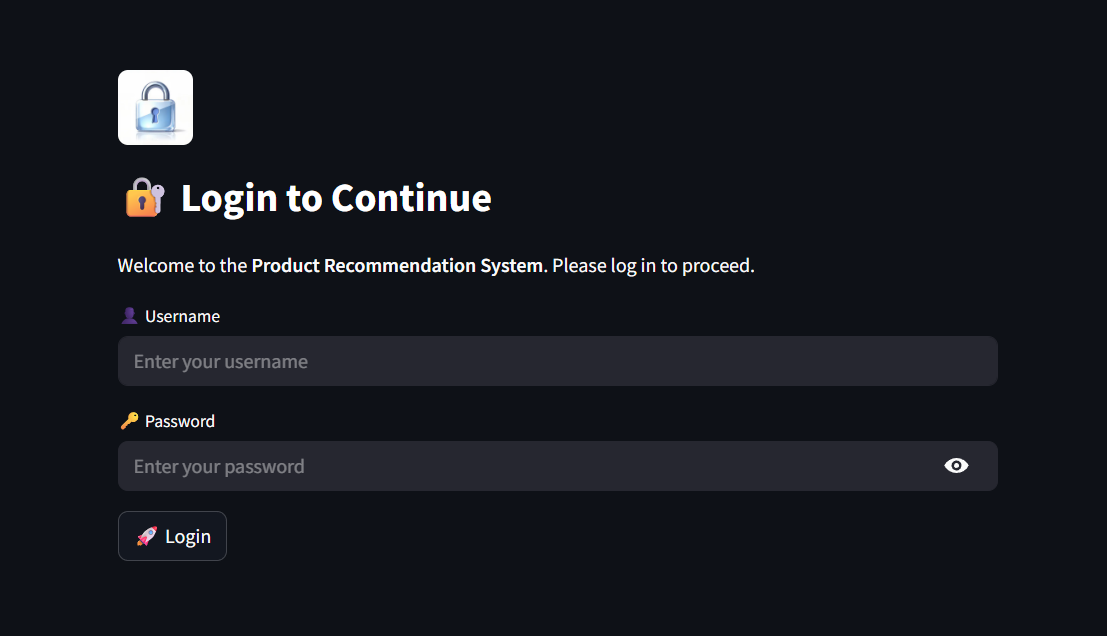 🔐 Login to Continue
Welcome to the Product Recommendation System. Please log in to proceed.
👤 Username
Enter your username
🔑 Password
Enter your password
🚀 Login